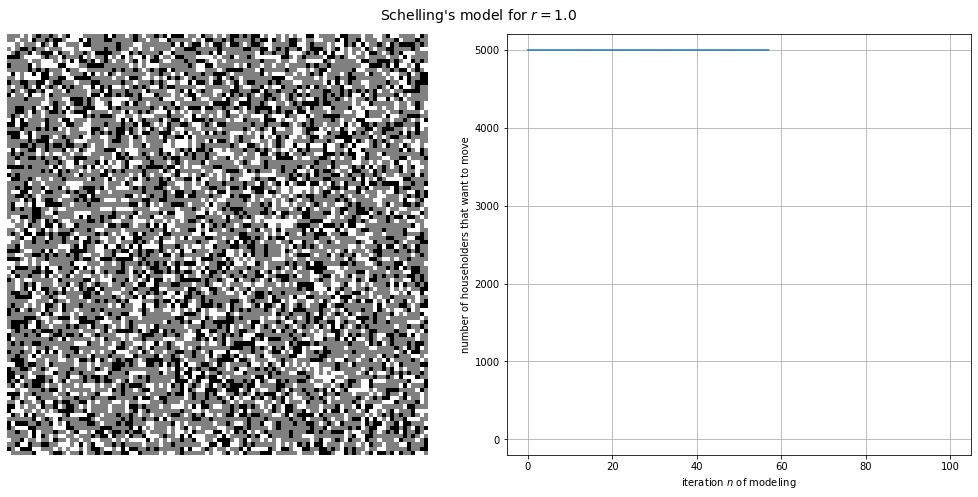 Schelling's model for r = 1.0
number of householders that want to move
5000
4000
3000
2000
1000
0
0 20 40 60 80 100
iteration n of modeling